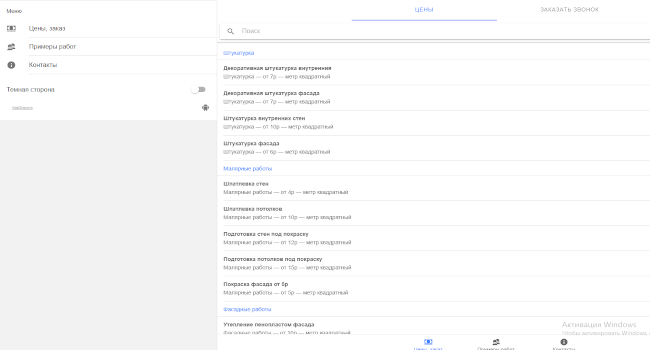 Меню
Цены, заказ
Примеры работ
Контакты
Темная сторона
ЦЕНЫ
ЗАКАЗАТЬ ЗВОНОК
Поиск
Штукатурка
Декоративная штукатурка внутренняя
Штукатурка — от 7р — метр квадратный
Декоративная штукатурка фасада
Штукатурка — от 7р — метр квадратный
Штукатурка внутренних стен
Штукатурка — от 10р — метр квадратный
Штукатурка фасада
Штукатурка — от 6р — метр квадратный
Малярные работы
Шпатлевка стен
Малярные работы — от 4р — метр квадратный
Шпатлевка потолков
Малярные работы — от 10р — метр квадратный
Подготовка стен под покраску
Малярные работы — от 12р — метр квадратный
Подготовка потолков под покраску
Малярные работы — от 15р — метр квадратный
Покраска фасада от 5р
Малярные работы — от 5р — метр квадратный
Фасадные работы
Утепление пенопластом фасада
Фасадные работы — от 10р — метр квадратный
Активация Windows
Чтобы активировать Windows,
Цены, заказ
Примеры работ
Контакты